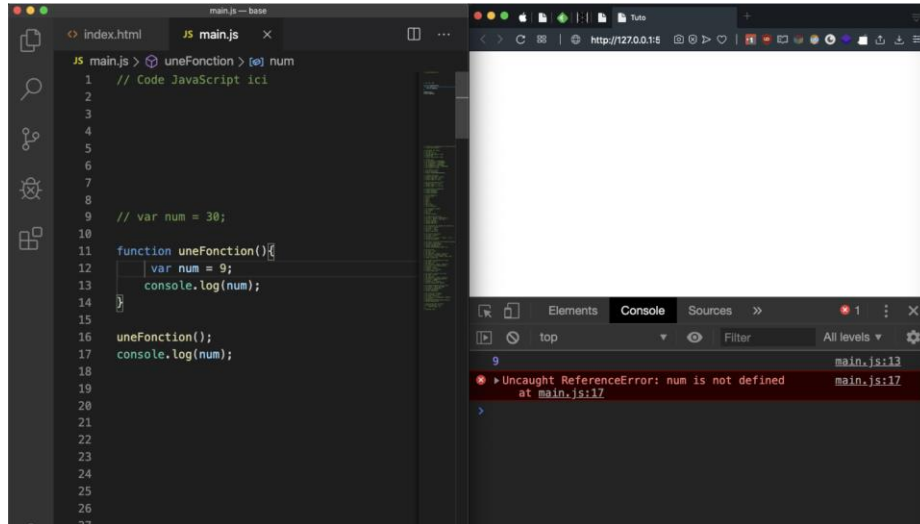 main.js — base
index.html
JS main.js
JS main.js > uneFonction > num
1 // Code JavaScript ici
2
3
4
5
6
7
8
9 // var num = 30;
10
11 function uneFonction(){
12 var num = 9;
13 console.log(num);
14 }
15
16 uneFonction();
17 console.log(num);
18
19
20
21
22
23
24
25
26
27
Tuto
http://127.0.0.1:5
Elements Console Sources 1
top Filter All levels
9 main.js:13
Uncaught ReferenceError: num is not defined main.js:17
at main.js:17